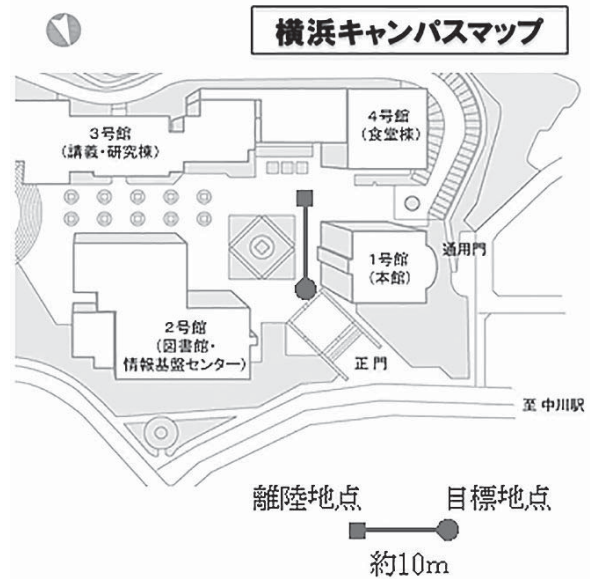 横浜キャンパスマップ
4号館
(食堂棟)
3号館
(講義・研究棟)
通用門
1号館
(本館)
2号館
(図書館・
情報基盤センター)
正門
至 中川駅
離陸地点 目標地点
約10m